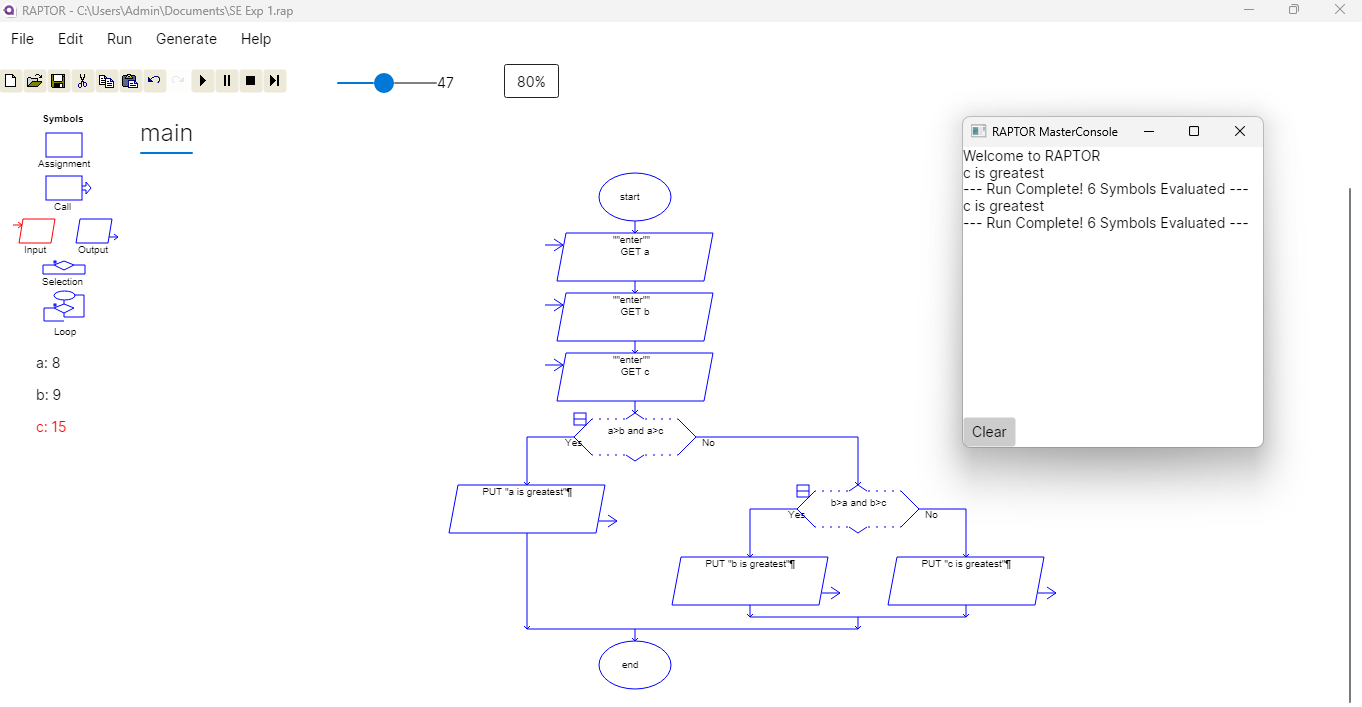 RAPTOR - C:\Users\Admin\Documents\SE Exp 1.rap
File Edit Run Generate Help
47
80%
Symbols
Assignment
Call
Input Output
Selection
Loop
a: 8
b: 9
c: 15
main
start
""enter""
GET a
""enter""
GET b
""enter""
GET c
a>b and a>c
Yes No
PUT "a is greatest"¶
b>a and b>c
Yes No
PUT "b is greatest"¶
PUT "c is greatest"¶
end
RAPTOR MasterConsole
Welcome to RAPTOR
c is greatest
--- Run Complete! 6 Symbols Evaluated ---
c is greatest
--- Run Complete! 6 Symbols Evaluated ---
Clear